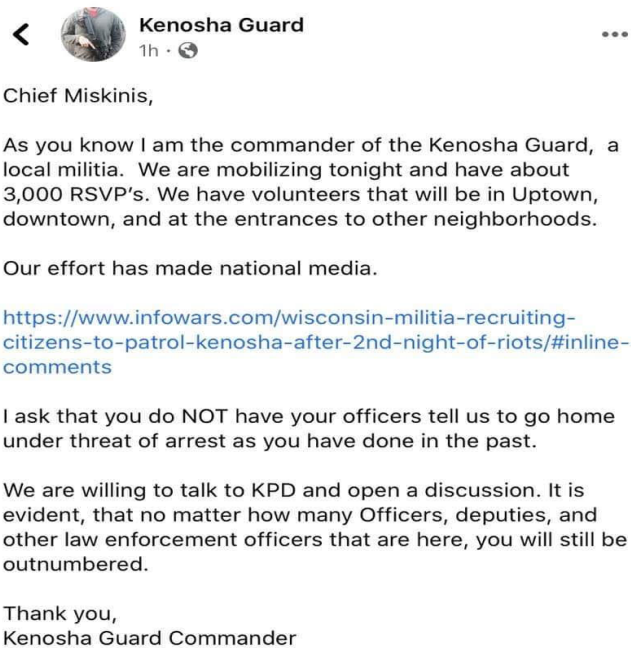 Kenosha Guard
1h ·
Chief Miskinis,
As you know I am the commander of the Kenosha Guard, a
local militia. We are mobilizing tonight and have about
3,000 RSVP's. We have volunteers that will be in Uptown,
downtown, and at the entrances to other neighborhoods.
Our effort has made national media.
https://www.infowars.com/wisconsin-militia-recruiting-
citizens-to-patrol-kenosha-after-2nd-night-of-riots/#inline-
comments
I ask that you do NOT have your officers tell us to go home
under threat of arrest as you have done in the past.
We are willing to talk to KPD and open a discussion. It is
evident, that no matter how many Officers, deputies, and
other law enforcement officers that are here, you will still be
outnumbered.
Thank you,
Kenosha Guard Commander